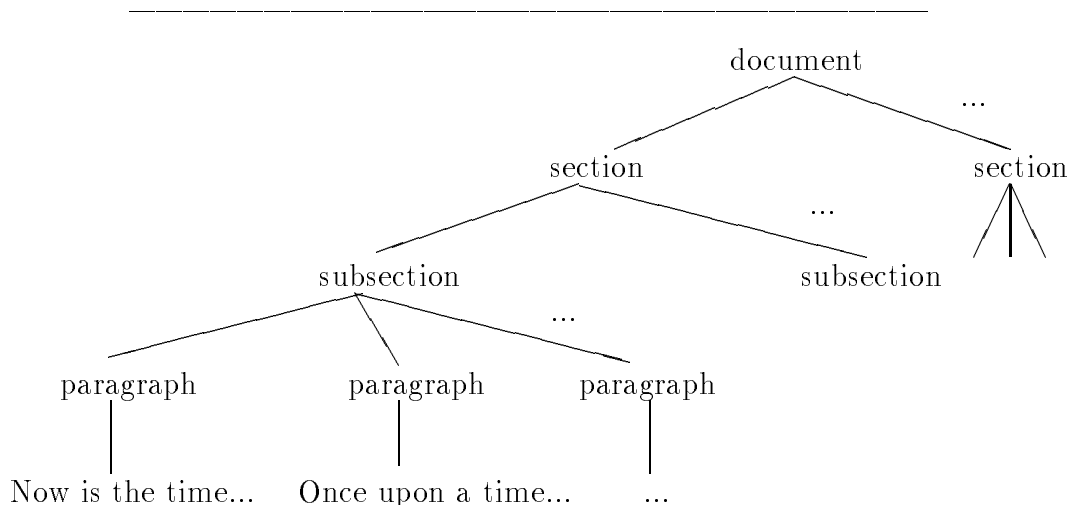 document
...
section section
...
subsection subsection
...
paragraph paragraph paragraph
Now is the time... Once upon a time... ...